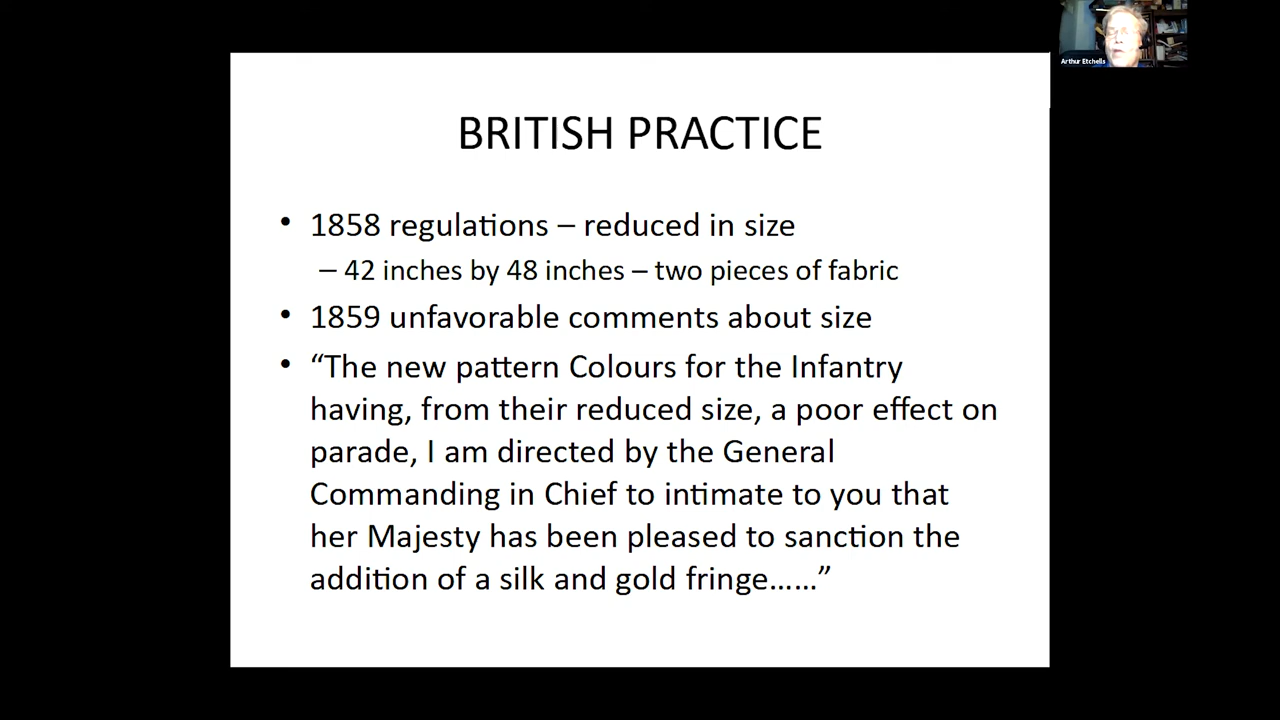 Arthur Etchells
BRITISH PRACTICE
• 1858 regulations – reduced in size
– 42 inches by 48 inches – two pieces of fabric
• 1859 unfavorable comments about size
• “The new pattern Colours for the Infantry
having, from their reduced size, a poor effect on
parade, I am directed by the General
Commanding in Chief to intimate to you that
her Majesty has been pleased to sanction the
addition of a silk and gold fringe……”